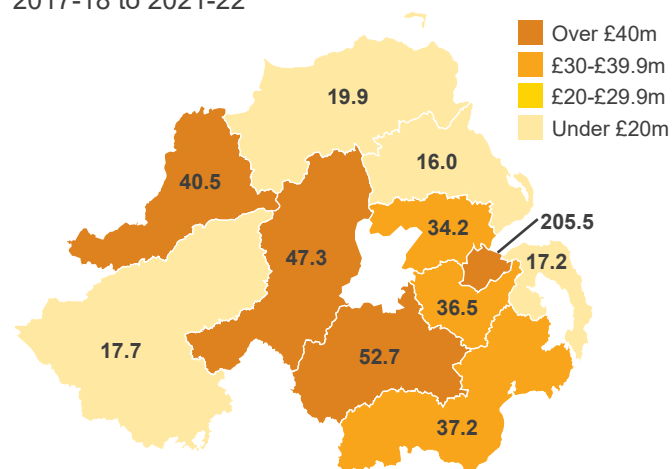 2017-18 to 2021-22
Over £40m
£30-£39.9m
£20-£29.9m
Under £20m
19.9
16.0
40.5
34.2
205.5
47.3
17.2
36.5
17.7
52.7
37.2